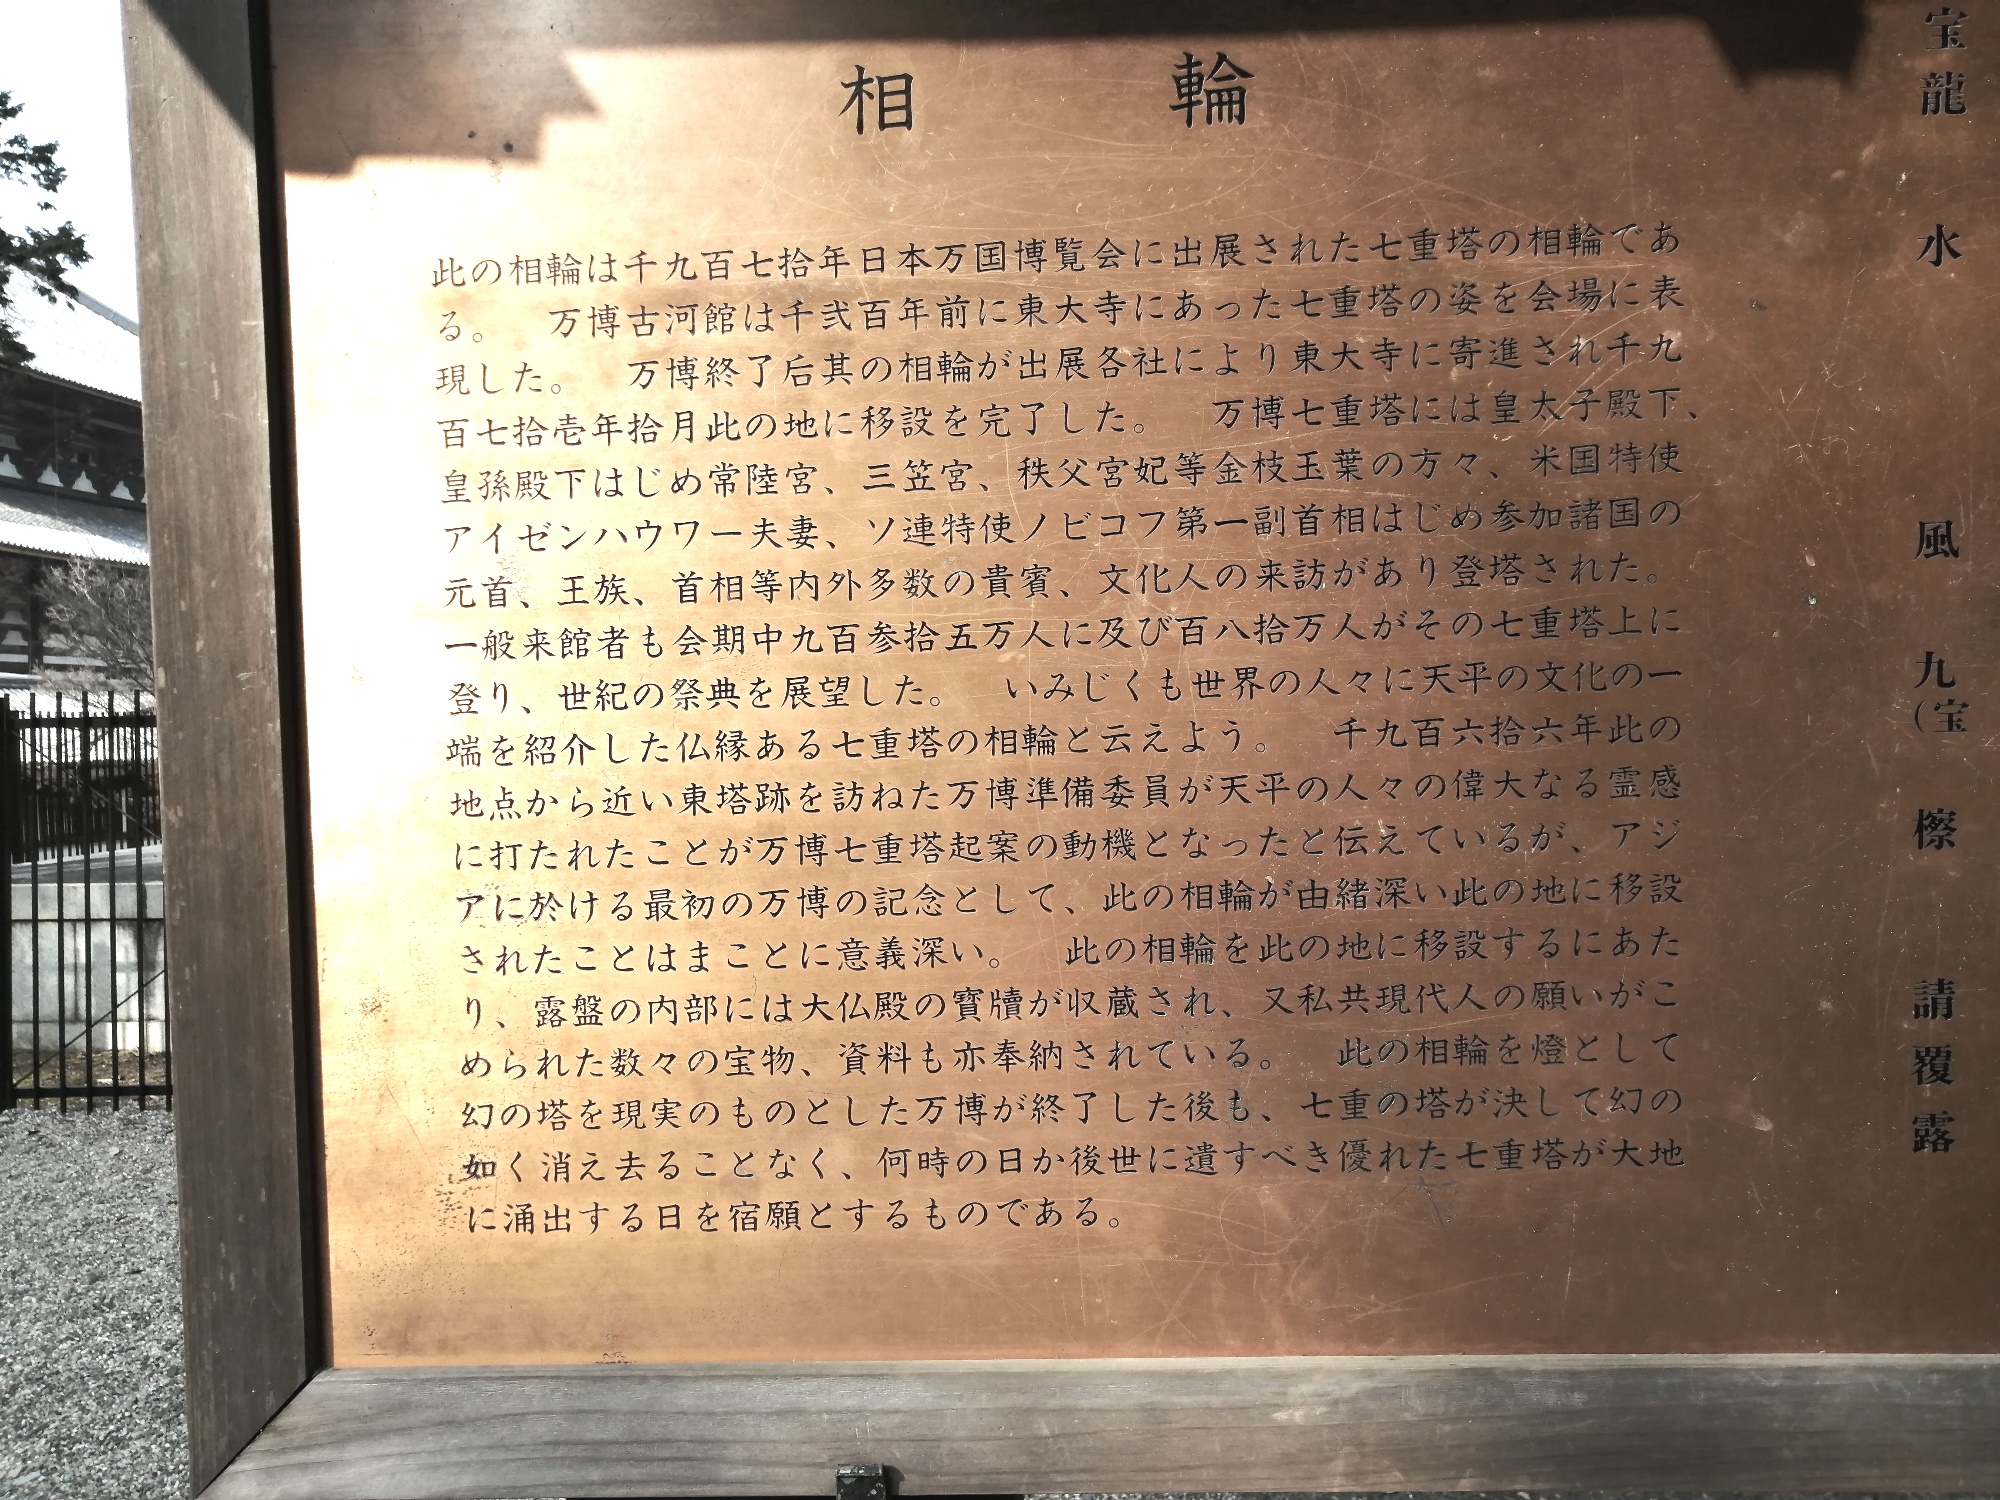 相輪
此の相輪は千九百七拾年日本万国博覧会に出展された七重塔の相輪であ
る。　万博古河館は千弐百年前に東大寺にあった七重塔の姿を会場に表
現した。　万博終了后其の相輪が出展各社により東大寺に寄進され千九
百七拾壱年拾月此の地に移設を完了した。　万博七重塔には皇太子殿下、
皇孫殿下はじめ常陸宮、三笠宮、秩父宮妃等金枝玉葉の方々、米国特使
アイゼンハウワー夫妻、ソ連特使ノビコフ第一副首相はじめ参加諸国の
元首、王族、首相等内外多数の貴賓、文化人の来訪があり登塔された。
一般来館者も会期中九百参拾五万人に及び百八拾万人がその七重塔上に
登り、世紀の祭典を展望した。　いみじくも世界の人々に天平の文化の一
端を紹介した仏縁ある七重塔の相輪と云えよう。　千九百六拾六年此の
地点から近い東塔跡を訪ねた万博準備委員が天平の人々の偉大なる霊感
に打たれたことが万博七重塔起案の動機となったと伝えているが、アジ
アに於ける最初の万博の記念として、此の相輪が由緒深い此の地に移設
されたことはまことに意義深い。　此の相輪を此の地に移設するにあた
り、露盤の内部には大仏殿の寳牘が収蔵され、又私共現代人の願いがこ
められた数々の宝物、資料も亦奉納されている。　此の相輪を燈として
幻の塔を現実のものとした万博が終了した後も、七重の塔が決して幻の
如く消え去ることなく、何時の日か後世に遺すべき優れた七重塔が大地
に涌出する日を宿願とするものである。
宝
龍
水
風
九
(宝
檫
請
覆
露